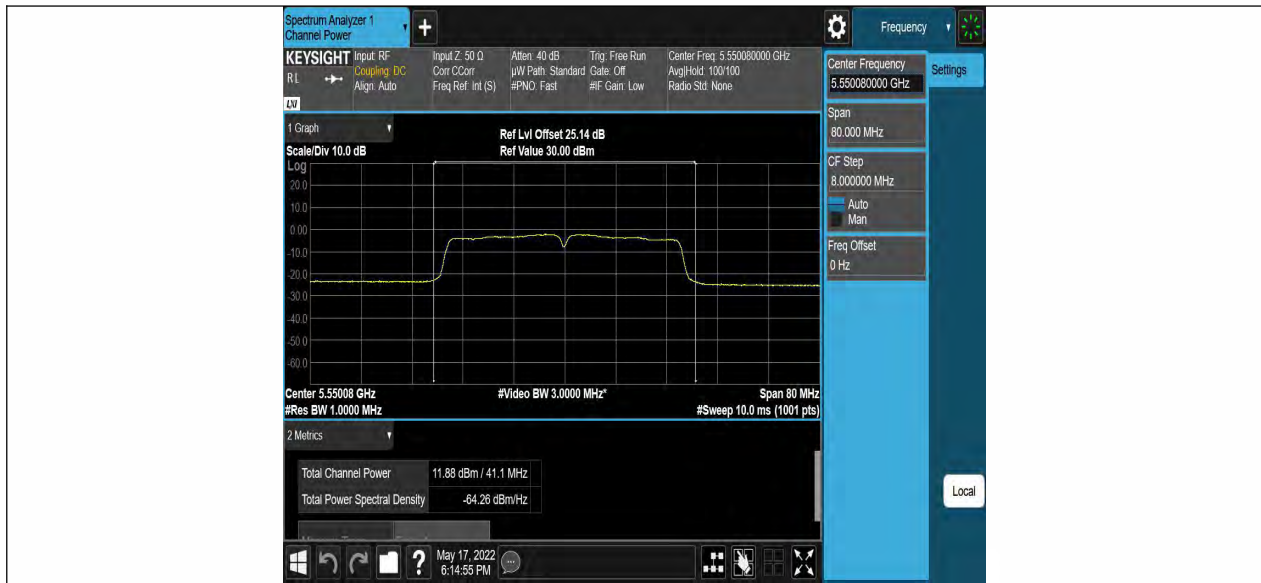 Spectrum Analyzer 1
Channel Power
+
Frequency
KEYSIGHT
Input: RF
Input Z: 50 Ω
Atten: 40 dB
Trig: Free Run
Center Freq: 5.550080000 GHz
RL
Coupling: DC
Corr CCorr
µW Path: Standard
Gate: Off
Avg|Hold: 100/100
Align: Auto
Freq Ref: Int (S)
#PNO: Fast
#IF Gain: Low
Radio Std: None
LXI
Center Frequency
5.550080000 GHz
Settings
Span
80.000 MHz
CF Step
8.000000 MHz
Auto
Man
Freq Offset
0 Hz
1 Graph
Ref Lvl Offset 25.14 dB
Scale/Div 10.0 dB
Ref Value 30.00 dBm
Log
20.0
10.0
0.00
-10.0
-20.0
-30.0
-40.0
-50.0
-60.0
Center 5.55008 GHz
#Video BW 3.0000 MHz*
Span 80 MHz
#Res BW 1.0000 MHz
#Sweep 10.0 ms (1001 pts)
2 Metrics
Total Channel Power
11.88 dBm / 41.1 MHz
Total Power Spectral Density
-64.26 dBm/Hz
Local
?
May 17, 2022
6:14:55 PM